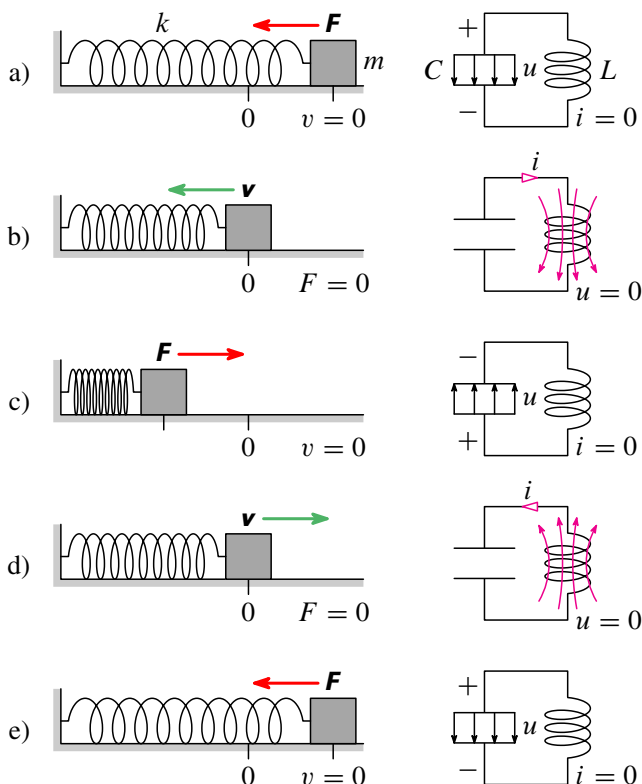 k F + 
a) m C u L
0 v = 0 − i = 0
v i
b)
0 F = 0 u = 0
F −
c) u
0 v = 0 + i = 0
v i
d)
0 F = 0 u = 0
F +
e) u
0 v = 0 − i = 0